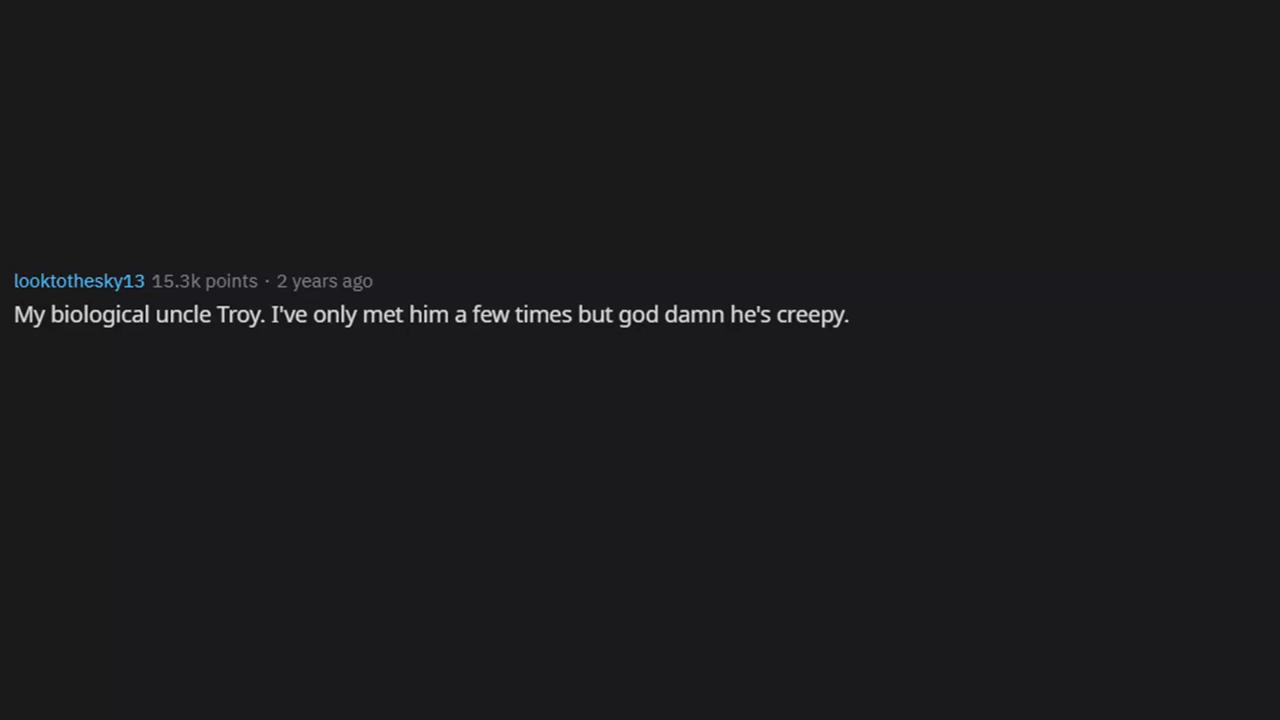 looktothesky13 15.3k points · 2 years ago
My biological uncle Troy. I've only met him a few times but god damn he's creepy.